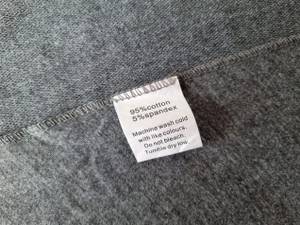 95%cotton
5%spandex
Machine wash cold
with like colours.
Do not bleach.
Tumble dry low.